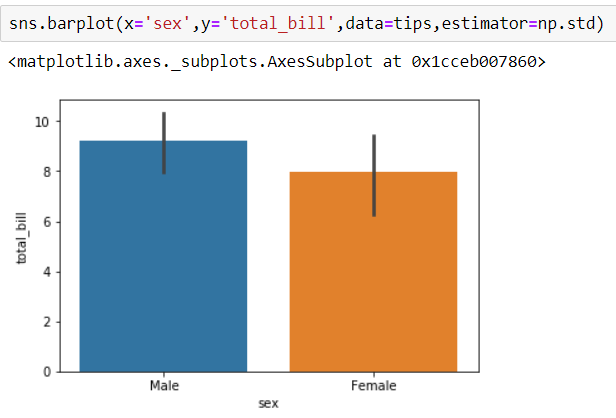 sns.barplot(x='sex',y='total_bill',data=tips,estimator=np.std)
<matplotlib.axes._subplots.AxesSubplot at 0x1cceb007860>
10
8
6
4
2
0
total_bill
Male Female
sex